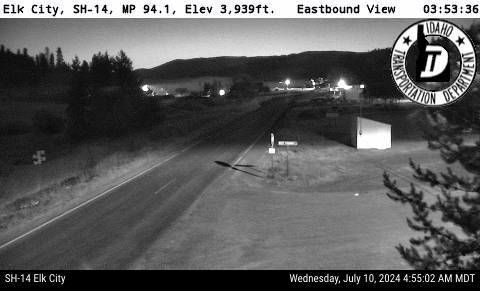 Elk City, SH-14, MP 94.1, Elev 3,939ft. Eastbound View 03:53:36
IDAHO
TRANSPORTATION DEPARTMENT
SH-14 Elk City Wednesday, July 10, 2024 4:55:02 AM MDT